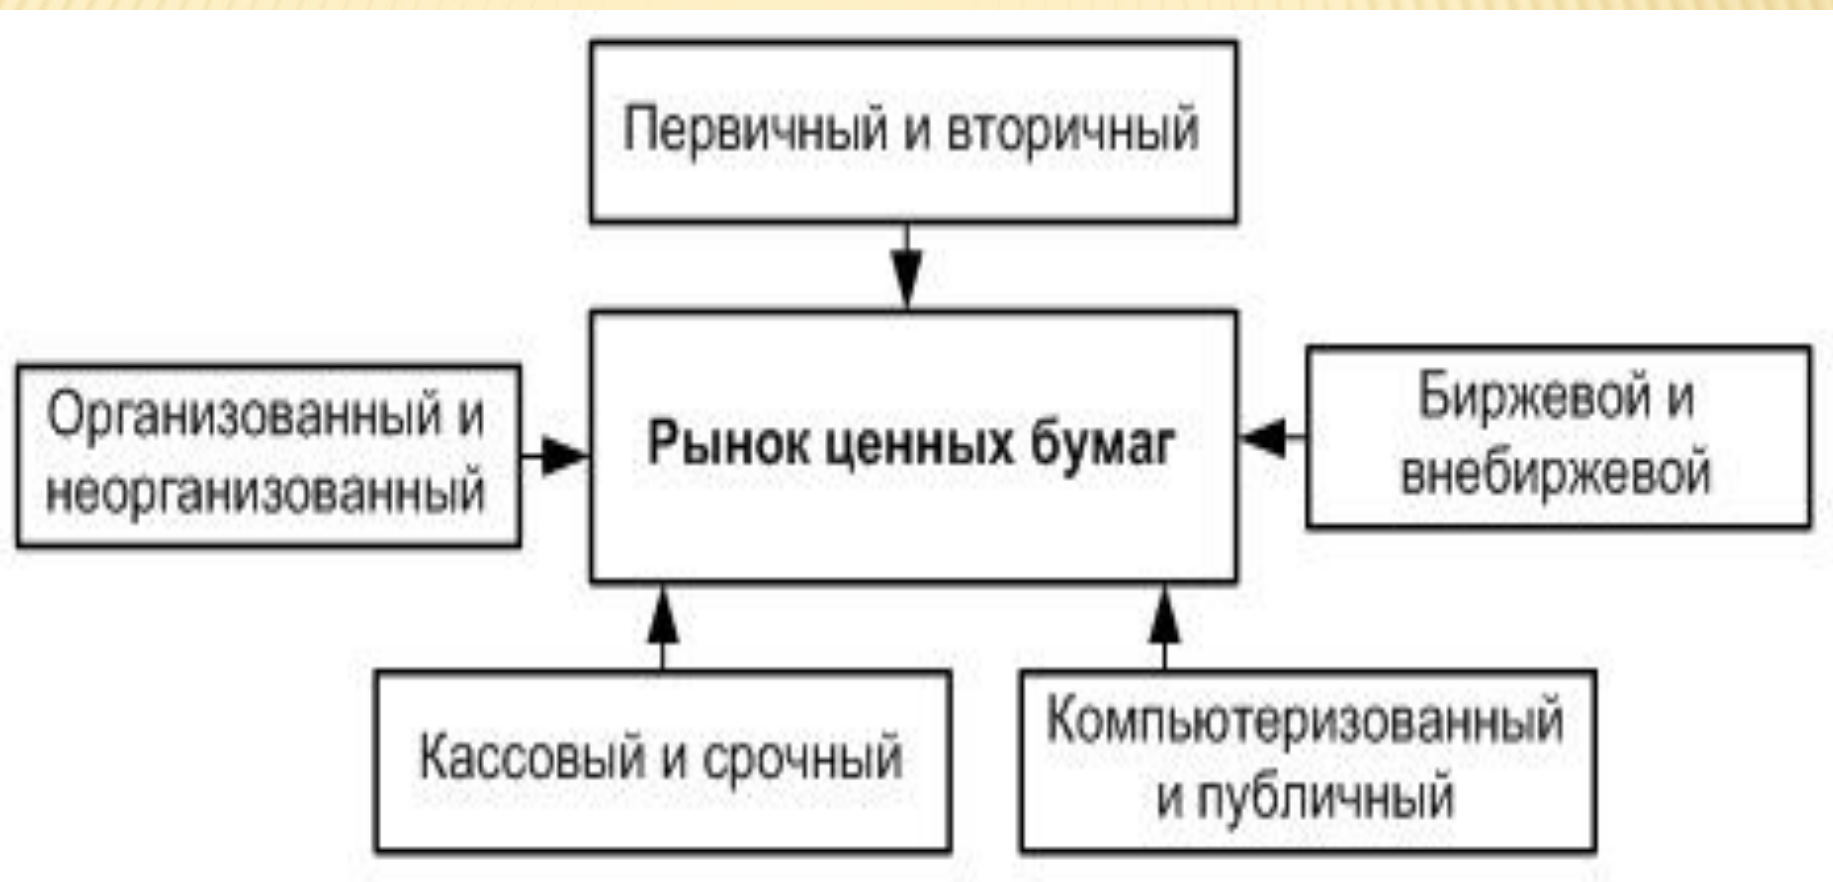 Первичный и вторичный
Организованный и
неорганизованный
Рынок ценных бумаг
Биржевой и
внебиржевой
Кассовый и срочный
Компьютеризованный
и публичный